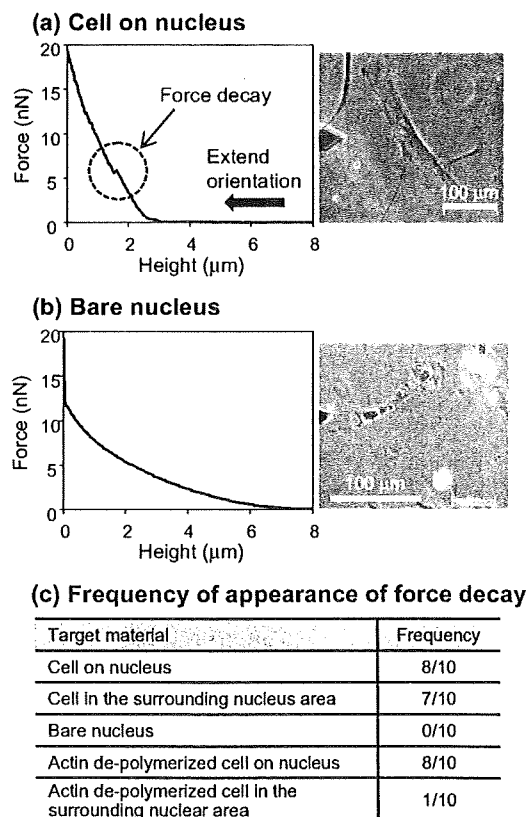 (a) Cell on nucleus
20
15
10
5
0
Force (nN)
Force decay
Extend
orientation
0 2 4 6 8
Height (μm)
100 μm
(b) Bare nucleus
20
15
10
5
0
Force (nN)
0 2 4 6 8
Height (μm)
100 μm
(c) Frequency of appearance of force decay
Target material Frequency
Cell on nucleus 8/10
Cell in the surrounding nucleus area 7/10
Bare nucleus 0/10
Actin de-polymerized cell on nucleus 8/10
Actin de-polymerized cell in the
surrounding nuclear area 1/10